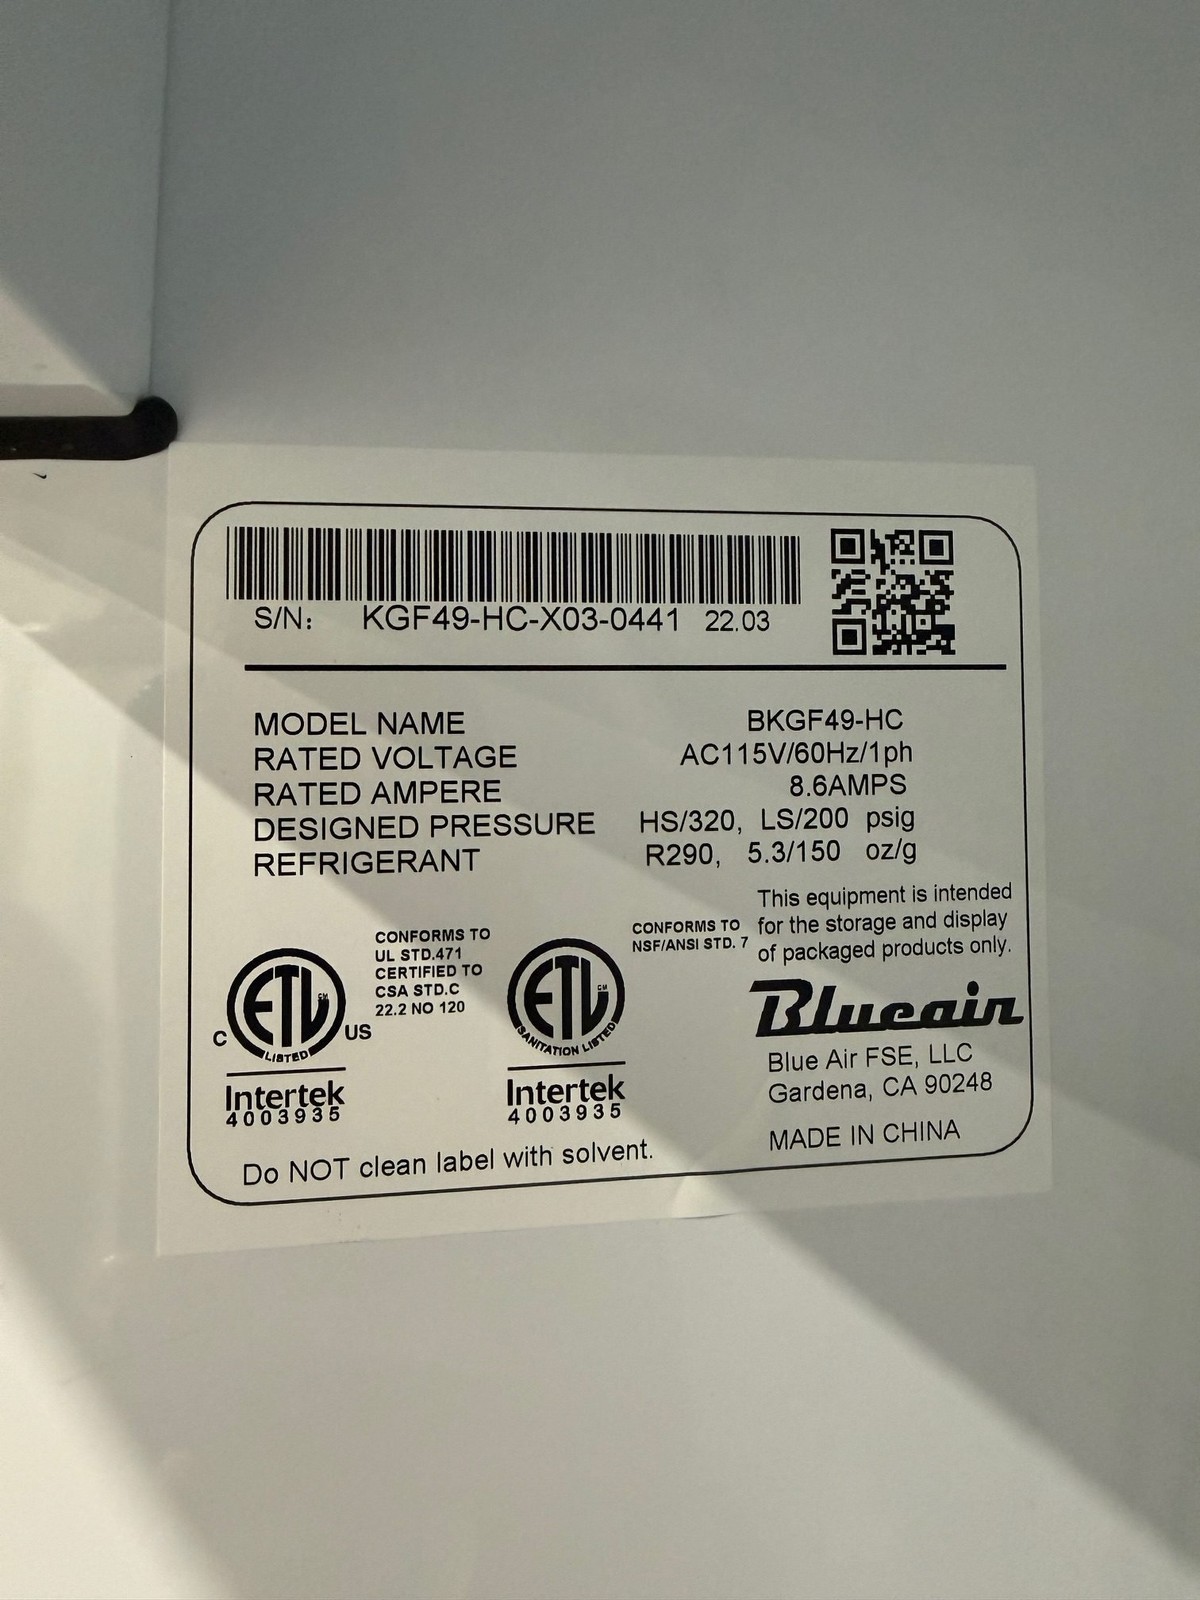 S/N: KGF49-HC-X03-0441 22.03
MODEL NAME BKGF49-HC
RATED VOLTAGE AC115V/60Hz/1ph
RATED AMPERE 8.6AMPS
DESIGNED PRESSURE HS/320, LS/200 psig
REFRIGERANT R290, 5.3/150 oz/g
This equipment is intended
for the storage and display
of packaged products only.
CONFORMS TO
UL STD.471
CERTIFIED TO
CSA STD.C
22.2 NO 120
CONFORMS TO
NSF/ANSI STD. 7
C ETL US
LISTED
Intertek
4003935
ETL
CM
SANITATION LISTED
Intertek
4003935
Blueair
Blue Air FSE, LLC
Gardena, CA 90248
MADE IN CHINA
Do NOT clean label with solvent.